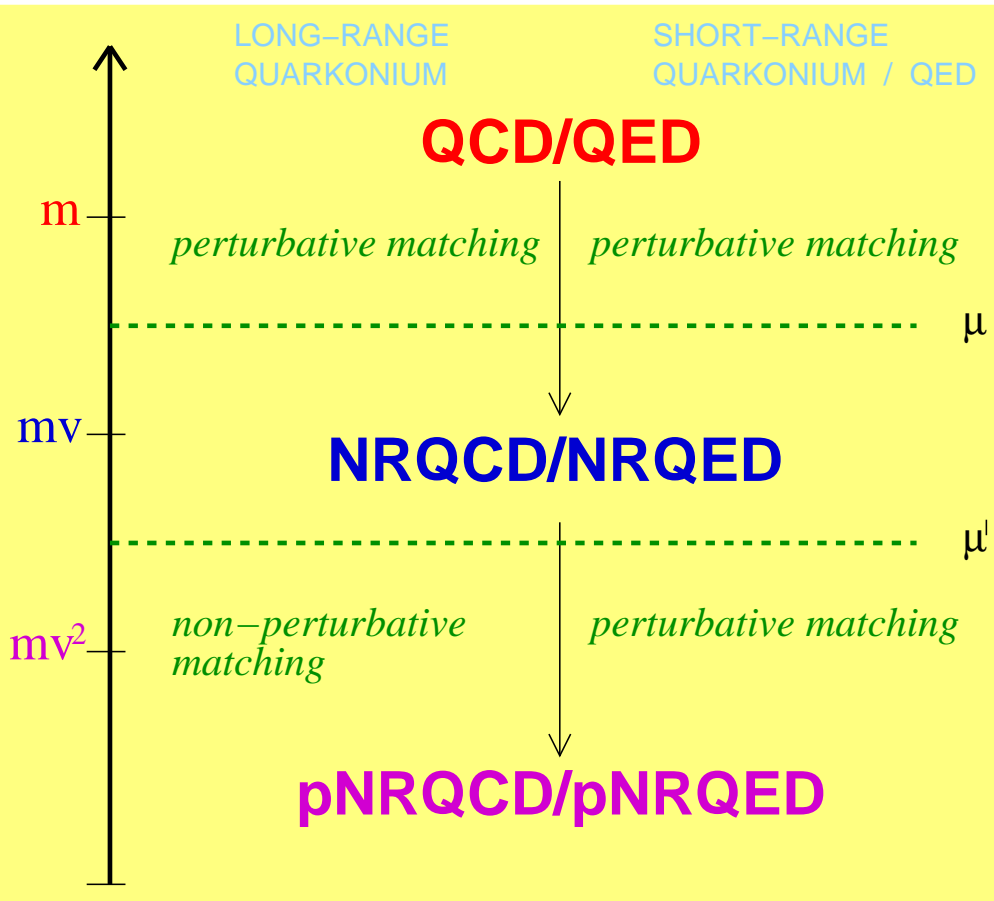 LONG−RANGE
QUARKONIUM
SHORT−RANGE
QUARKONIUM / QED
QCD/QED
m
perturbative matching
perturbative matching
μ
mv
NRQCD/NRQED
μ'
non−perturbative
matching
perturbative matching
mv²
pNRQCD/pNRQED